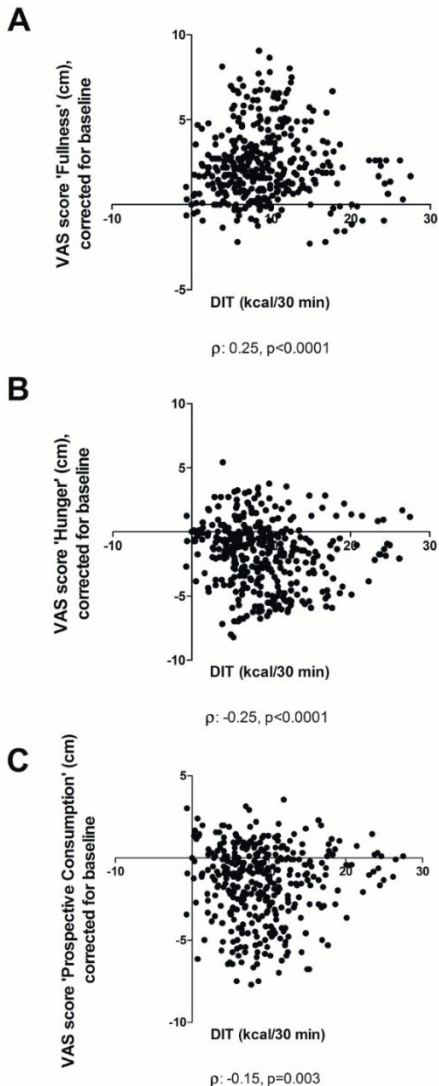 A
VAS score 'Fullness' (cm),
corrected for baseline
10
5
-10
10
20
30
-5
DIT (kcal/30 min)
ρ: 0.25, p<0.0001
B
VAS score 'Hunger' (cm),
corrected for baseline
10
5
-10
10
20
30
-5
-10
DIT (kcal/30 min)
ρ: -0.25, p<0.0001
C
VAS score 'Prospective Consumption' (cm)
corrected for baseline
5
-10
10
20
30
-5
-10
DIT (kcal/30 min)
ρ: -0.15, p=0.003